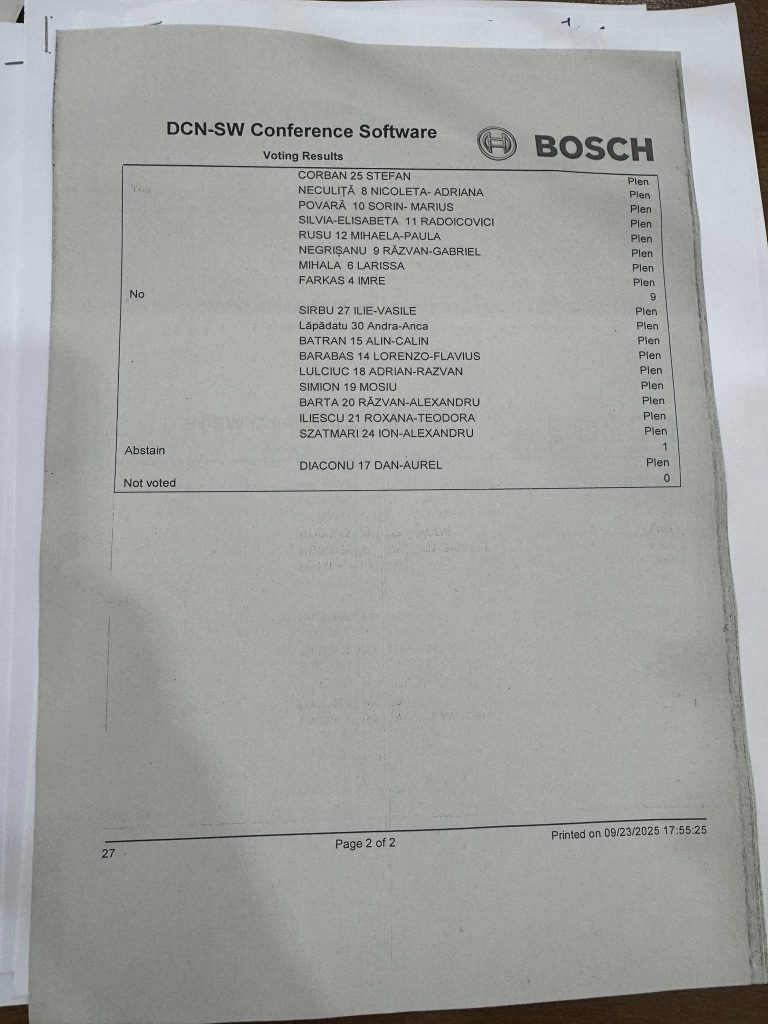 DCN-SW Conference Software
BOSCH
Voting Results
CORBAN 25 STEFAN Plen
NECULIȚĂ 8 NICOLETA- ADRIANA Plen
POVARĂ 10 SORIN- MARIUS Plen
SILVIA-ELISABETA 11 RADOICOVICI Plen
RUSU 12 MIHAELA-PAULA Plen
NEGRIȘANU 9 RĂZVAN-GABRIEL Plen
MIHALA 6 LARISSA Plen
FARKAS 4 IMRE Plen
No 9
SIRBU 27 ILIE-VASILE Plen
Lăpădatu 30 Andra-Anca Plen
BATRAN 15 ALIN-CALIN Plen
BARABAS 14 LORENZO-FLAVIUS Plen
LULCIUC 18 ADRIAN-RAZVAN Plen
SIMION 19 MOSIU Plen
BARTA 20 RĂZVAN-ALEXANDRU Plen
ILIESCU 21 ROXANA-TEODORA Plen
SZATMARI 24 ION-ALEXANDRU Plen
Abstain 1
DIACONU 17 DAN-AUREL Plen
Not voted 0
27
Page 2 of 2
Printed on 09/23/2025 17:55:25